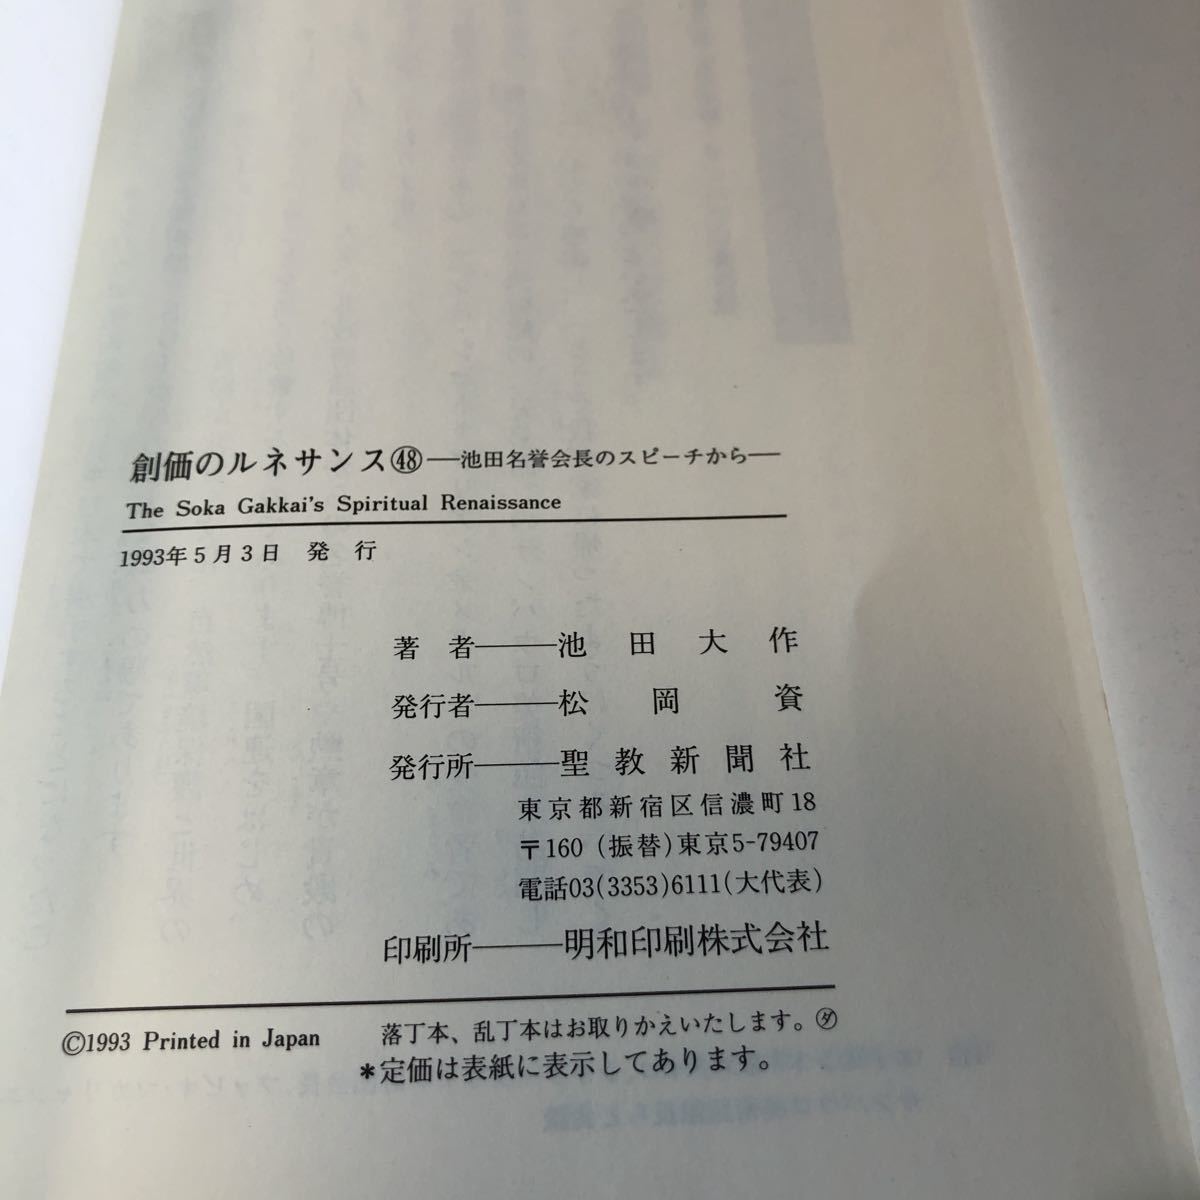 創価のルネサンス㊽―池田名誉会長のスピーチから―
The Soka Gakkai's Spiritual Renaissance
1993年5月3日 発 行
著 者――池 田 大 作
発行者――松 岡 資
発行所――聖教新聞社
東京都新宿区信濃町18
〒160 (振替)東京5-79407
電話03(3353)6111(大代表)
印刷所――明和印刷株式会社
©1993 Printed in Japan 落丁本、乱丁本はお取りかえいたします。㋟
*定価は表紙に表示してあります。